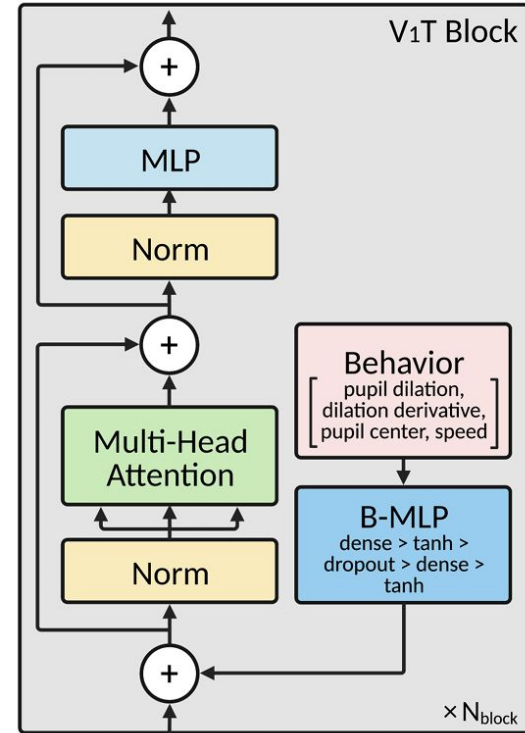 V1T Block
+
MLP
Norm
+
Behavior
[pupil dilation,
dilation derivative,
pupil center, speed]
Multi-Head
Attention
B-MLP
dense > tanh >
dropout > dense >
tanh
Norm
+
× Nblock